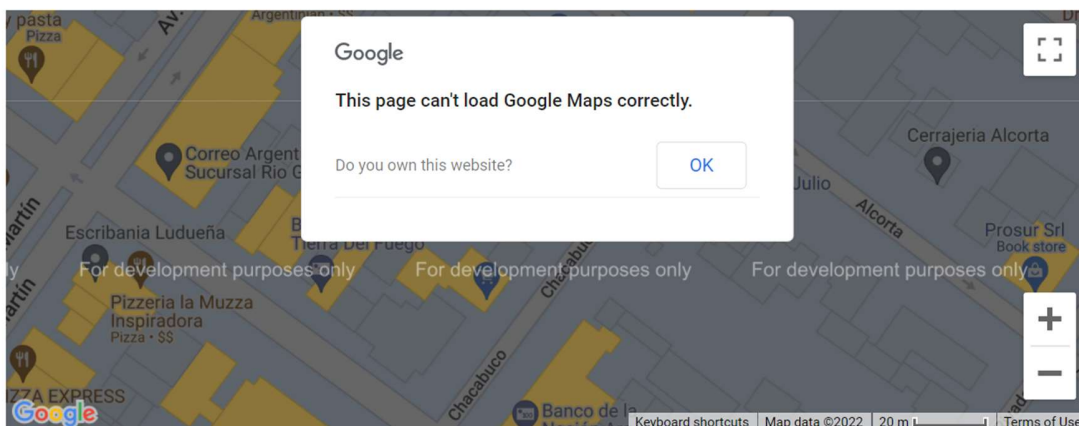 pasta
Pizza
Av.
Argentinian · $$
Google
This page can't load Google Maps correctly.
Do you own this website?
OK
Correo Argent
Sucursal Rio G
Cerrajeria Alcorta
Julio
Alcorta
Martín
Escribania Ludueña
Tierra Del Fuego
Prosur Srl
Book store
For development purposes only
For development purposes only
For development purposes only
Chacabuco
Pizzeria la Muzza
Inspiradora
Pizza · $$
Chacabuco
ZZA EXPRESS
Google
Banco de la
Keyboard shortcuts
Map data ©2022
20 m
Terms of Use